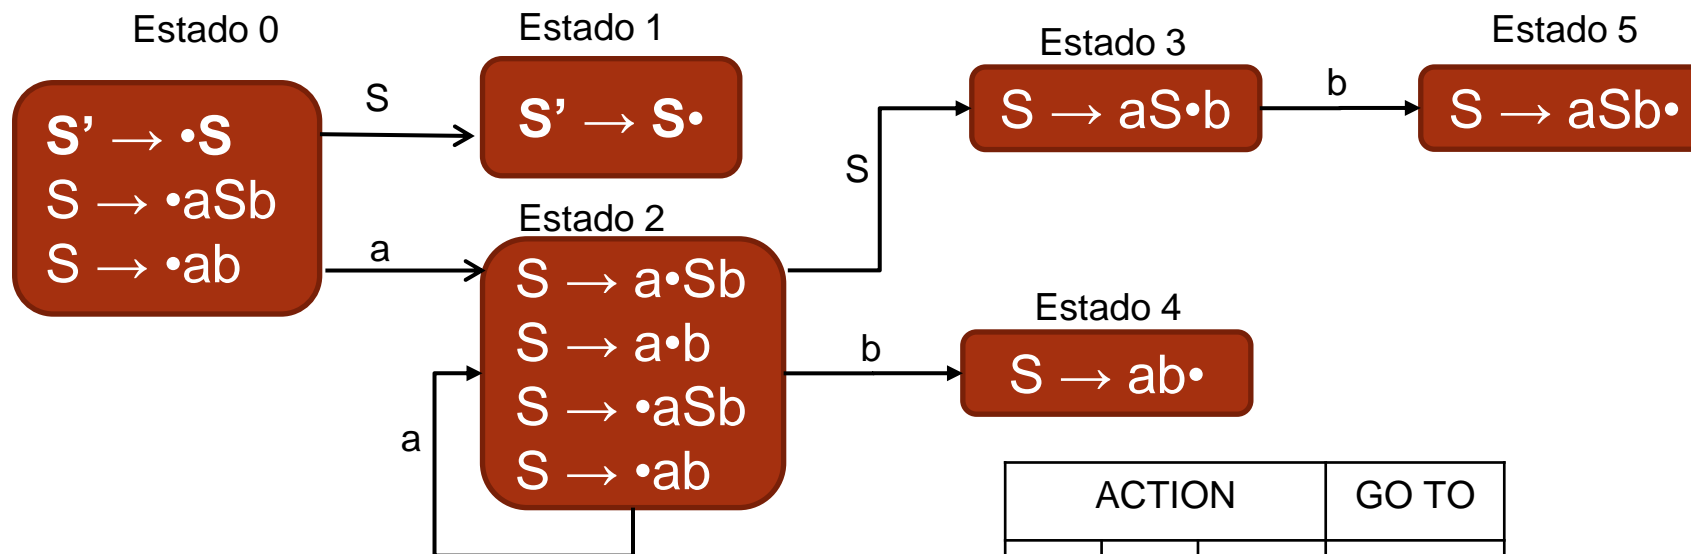 Estado 0
S’ → •S
S → •aSb
S → •ab
S
a
Estado 1
S’ → S•
Estado 2
S → a•Sb
S → a•b
S → •aSb
S → •ab
a
S
b
Estado 3
S → aS•b
b
Estado 5
S → aSb•
Estado 4
S → ab•
ACTION GO TO